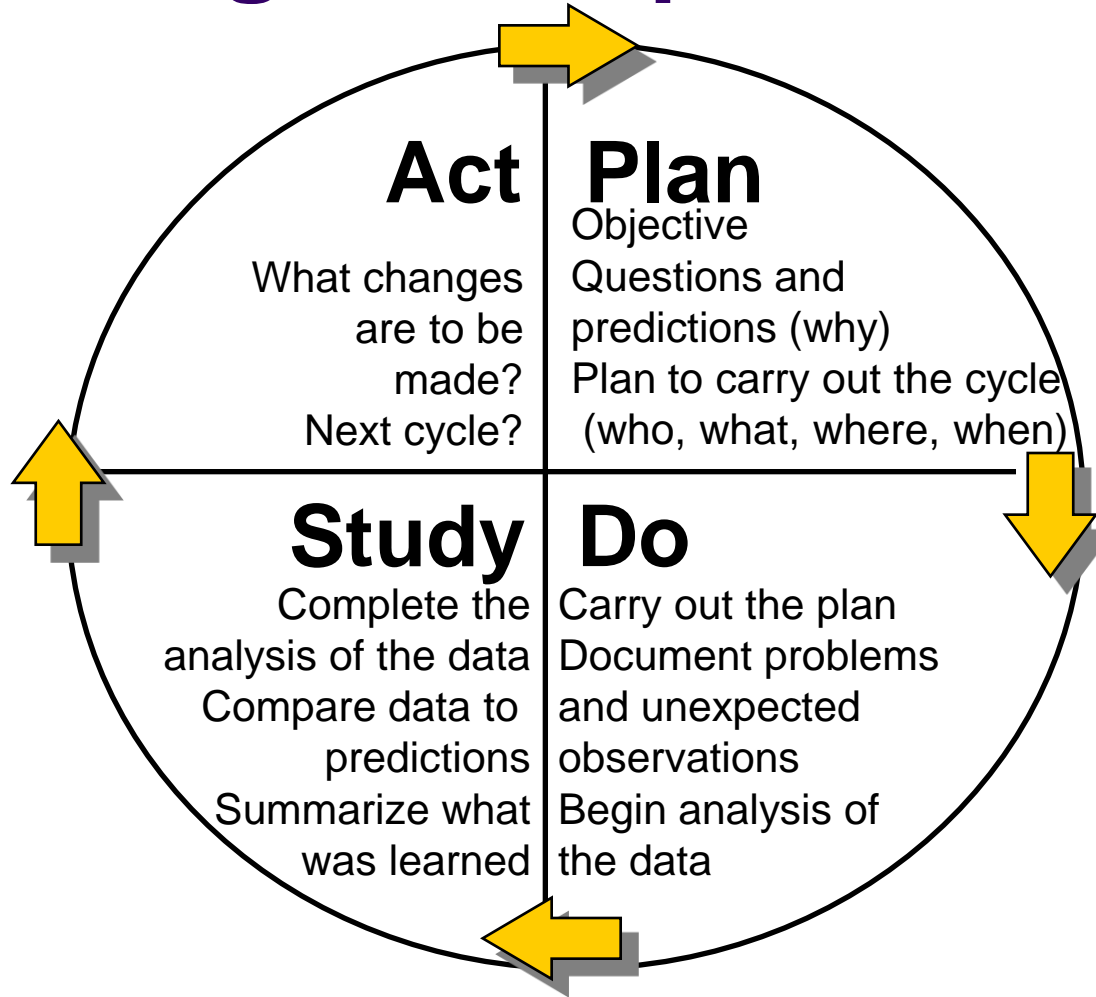 Act
What changes
are to be
made?
Next cycle?
Plan
Objective
Questions and
predictions (why)
Plan to carry out the cycle
(who, what, where, when)
Study
Complete the
analysis of the data
Compare data to
predictions
Summarize what
was learned
Do
Carry out the plan
Document problems
and unexpected
observations
Begin analysis of
the data